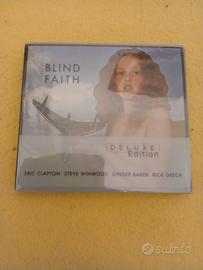 BLIND
FAITH
DELUXE
Edition
ERIC CLAPTON STEVE WINWOOD GINGER BAKER RICK GRECH
subito